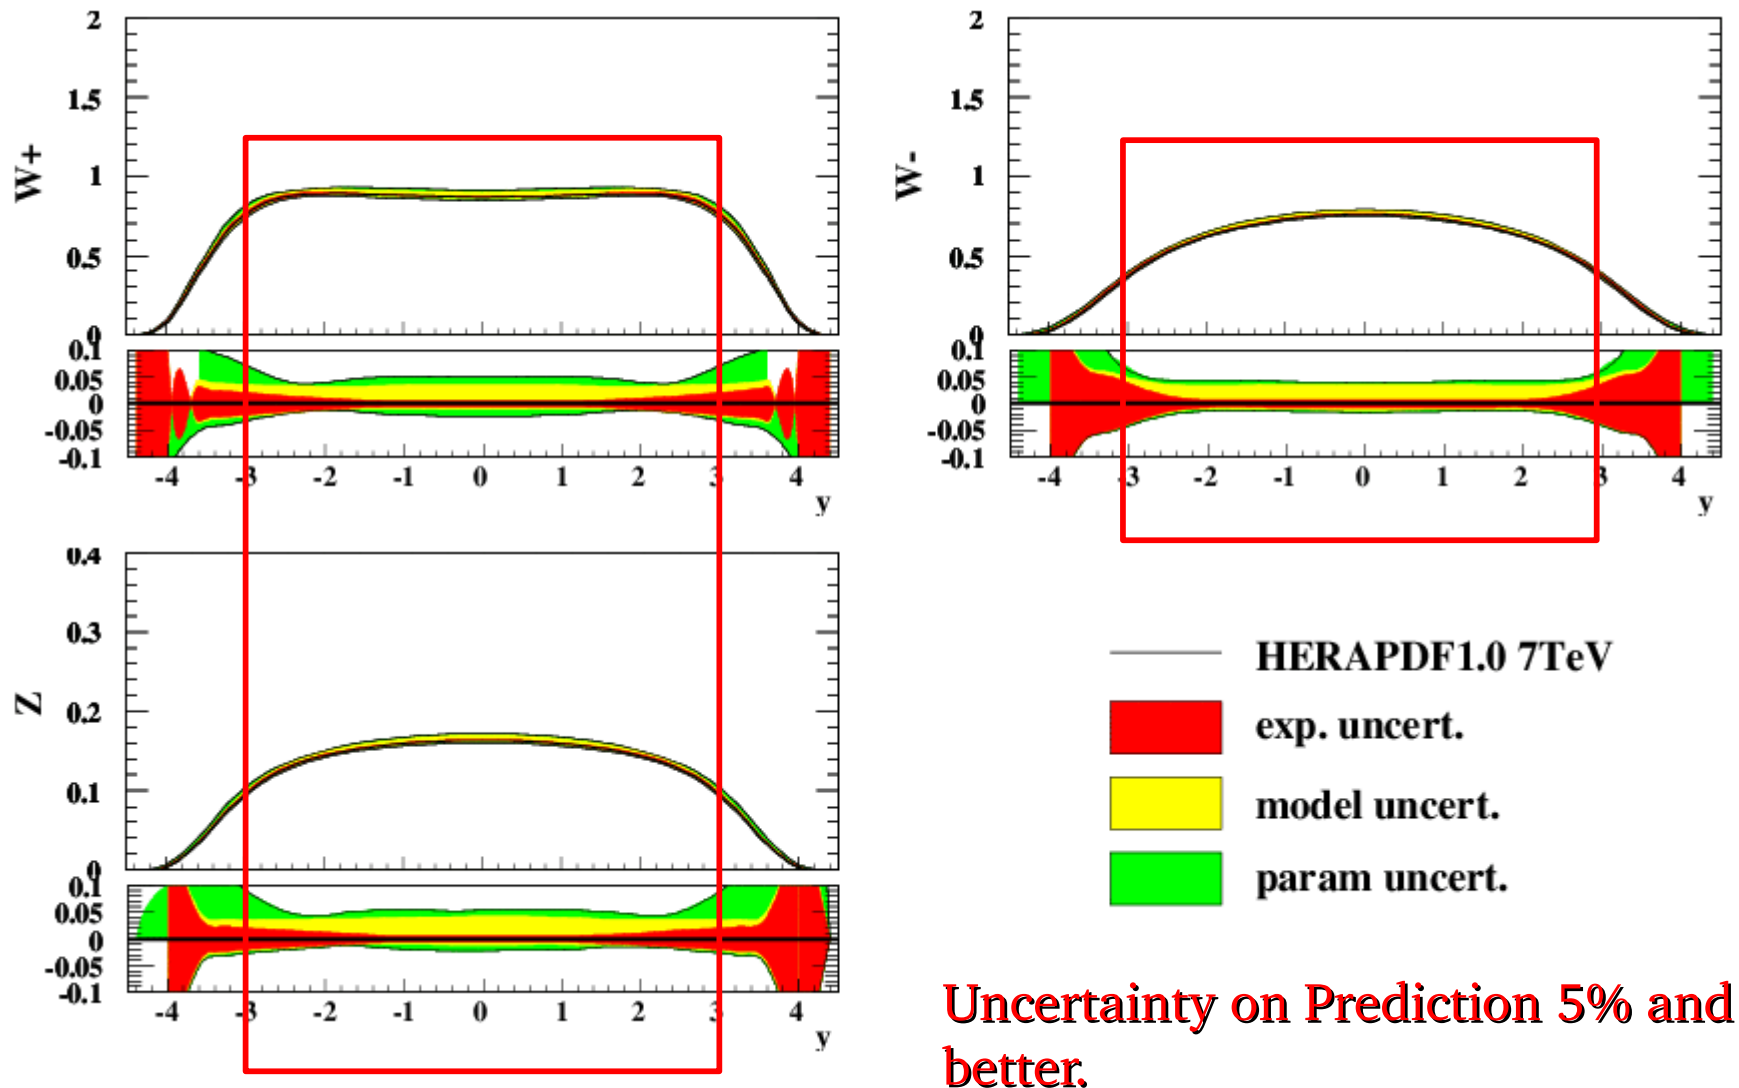 2
1.5
1
0.5
0
W+
0.1
0.05
0
-0.05
-0.1
-4 -3 -2 -1 0 1 2 3 4
y
2
1.5
1
0.5
0
W-
0.1
0.05
0
-0.05
-0.1
-4 -3 -2 -1 0 1 2 3 4
y
0.4
0.3
0.2
0.1
0
Z
0.1
0.05
0
-0.05
-0.1
-4 -3 -2 -1 0 1 2 3 4
y
HERAPDF1.0 7TeV
exp. uncert.
model uncert.
param uncert.
Uncertainty on Prediction 5% and
better.